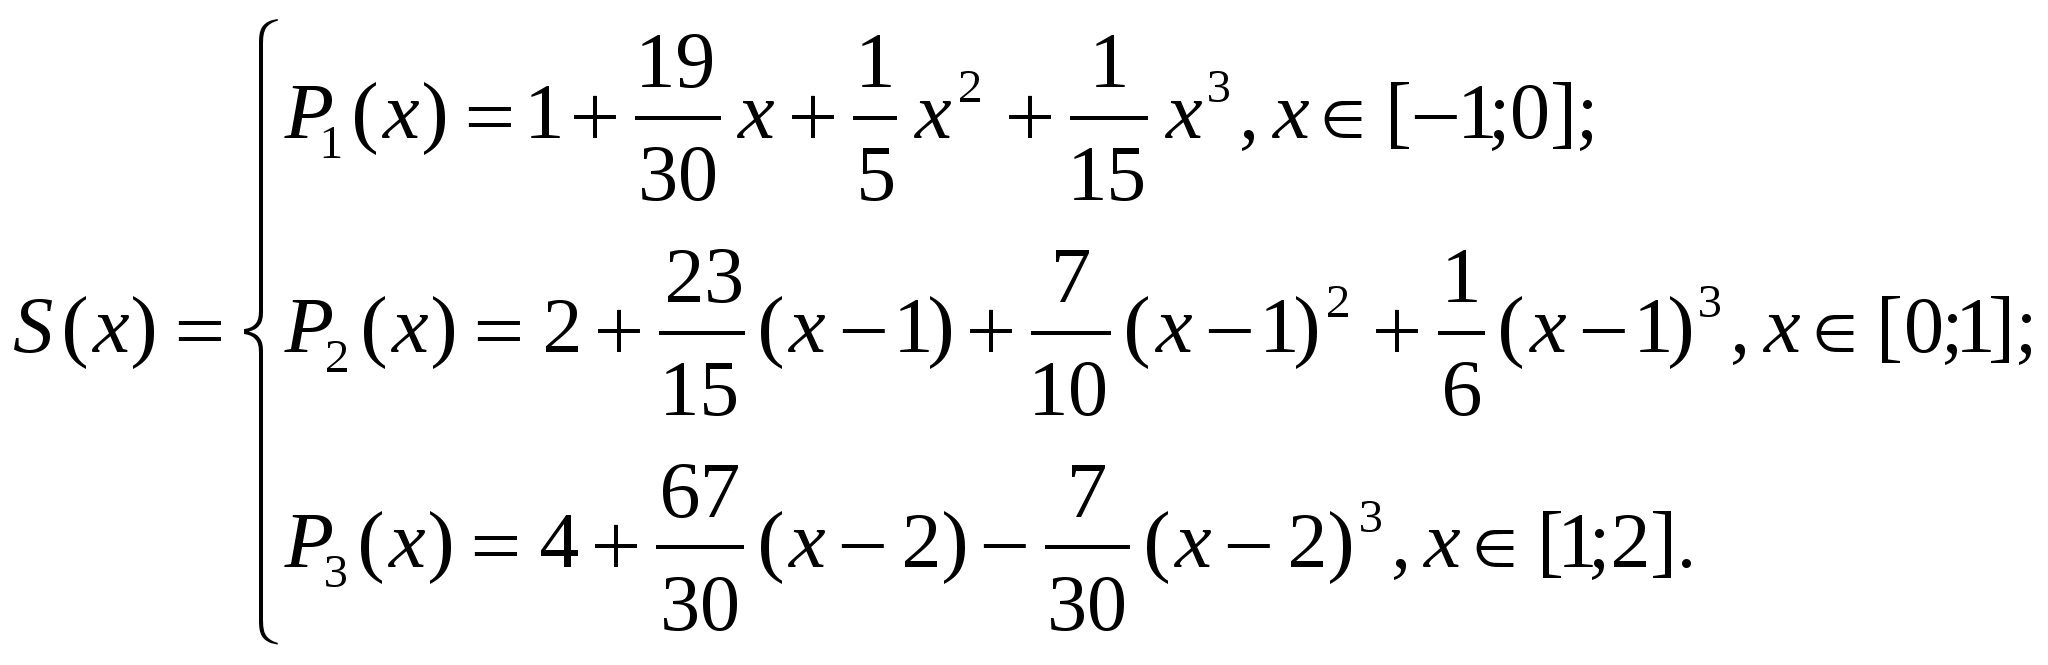 S(x) = { P₁(x) = 1 + 19/30 x + 1/5 x² + 1/15 x³, x ∈ [−1;0];
P₂(x) = 2 + 23/15 (x − 1) + 7/10 (x − 1)² + 1/6 (x − 1)³, x ∈ [0;1];
P₃(x) = 4 + 67/30 (x − 2) − 7/30 (x − 2)³, x ∈ [1;2].